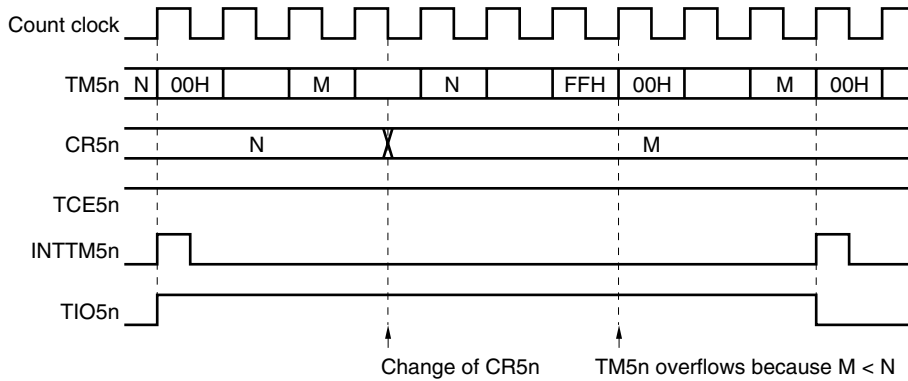 Count clock
TM5n N 00H M N FFH 00H M 00H
CR5n N M
TCE5n
INTTM5n
TIO5n
Change of CR5n TM5n overflows because M < N